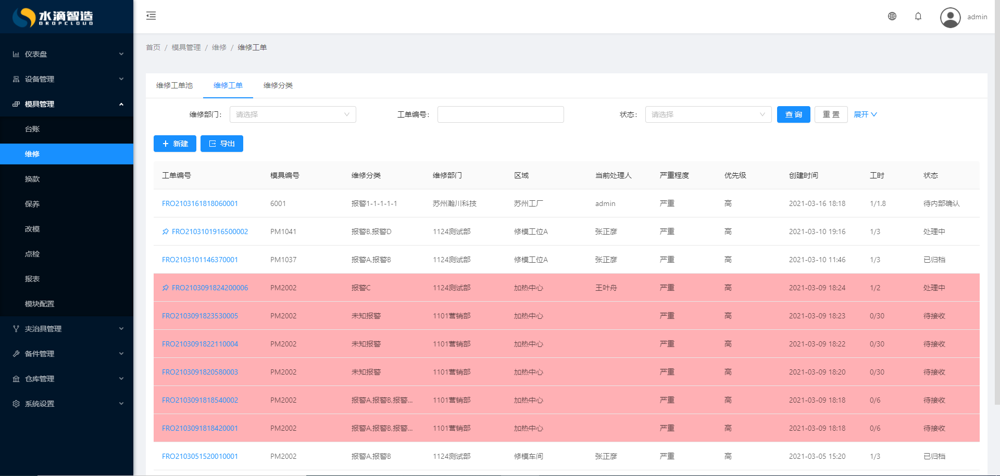 水滴智造
DROPCLOUD
admin
仪表盘
设备管理
模具管理
台账
维修
换款
保养
改模
点检
报表
模块配置
夹治具管理
备件管理
仓库管理
系统设置
首页 / 模具管理 / 维修 / 维修工单
维修工单池 维修工单 维修分类
维修部门: 请选择 工单编号: 状态: 请选择 查询 重置 展开
新建 导出
工单编号 模具编号 维修分类 维修部门 区域 当前处理人 严重程度 优先级 创建时间 工时 状态
FRO2103161818060001 6001 报警1-1-1-1-1 苏州瀚川科技 苏州工厂 admin 严重 高 2021-03-16 18:18 1/1.8 待内部确认
FRO2103101916500002 PM1041 报警B,报警D 1124测试部 修模工位A 张正彦 严重 高 2021-03-10 19:16 1/3 处理中
FRO2103101146370001 PM1037 报警A,报警B 1124测试部 修模工位A 张正彦 严重 高 2021-03-10 11:46 1/3 已归档
FRO2103091824200006 PM2002 报警C 1124测试部 加热中心 王叶舟 严重 高 2021-03-09 18:24 1/2 处理中
FRO2103091823530005 PM2002 未知报警 1101营销部 加热中心 严重 高 2021-03-09 18:23 0/30 待接收
FRO2103091822110004 PM2002 未知报警 1101营销部 加热中心 严重 高 2021-03-09 18:22 0/30 待接收
FRO2103091820580003 PM2002 未知报警 1101营销部 加热中心 严重 高 2021-03-09 18:20 0/30 待接收
FRO2103091818540002 PM2002 报警A,报警B,报警... 1101营销部 加热中心 严重 高 2021-03-09 18:18 0/6 待接收
FRO2103091818420001 PM2002 报警A,报警B,报警... 1101营销部 加热中心 严重 高 2021-03-09 18:18 0/6 待接收
FRO2103051520010001 PM2002 报警A,报警B 1124测试部 修模车间 张正彦 严重 高 2021-03-05 15:20 1/3 已归档